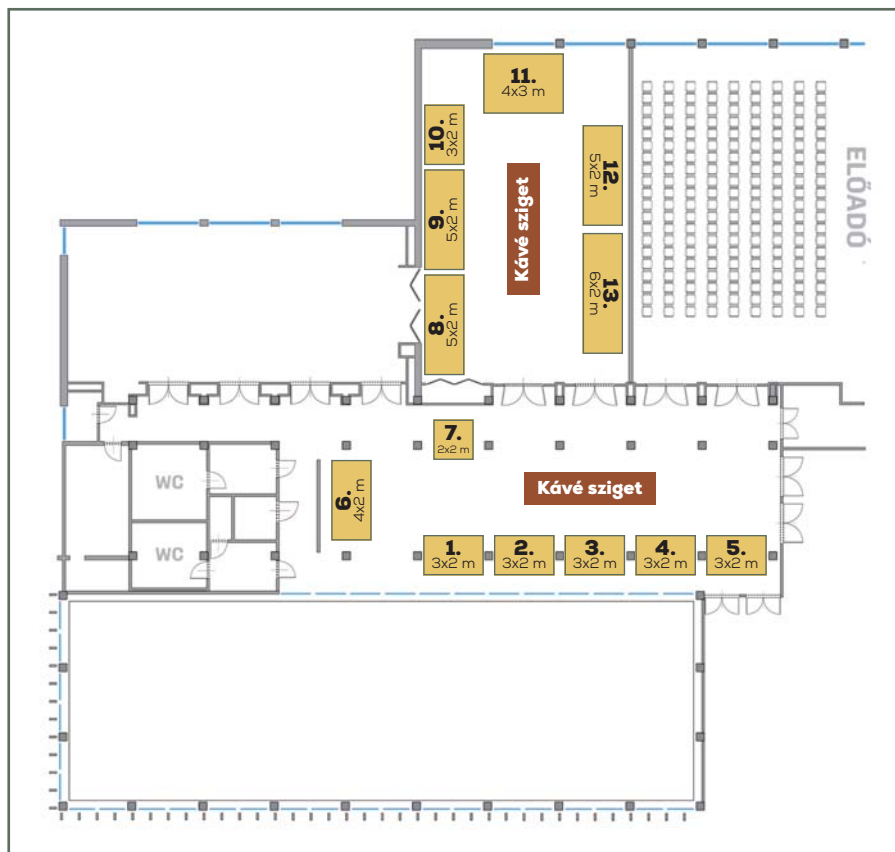 11.
4x3 m
10.
3x2 m
12.
5x2 m
ELŐADÓ
9.
5x2 m
Kávé sziget
13.
6x2 m
8.
5x2 m
7.
2x2 m
WC
6.
4x2 m
Kávé sziget
WC
1.
3x2 m
2.
3x2 m
3.
3x2 m
4.
3x2 m
5.
3x2 m